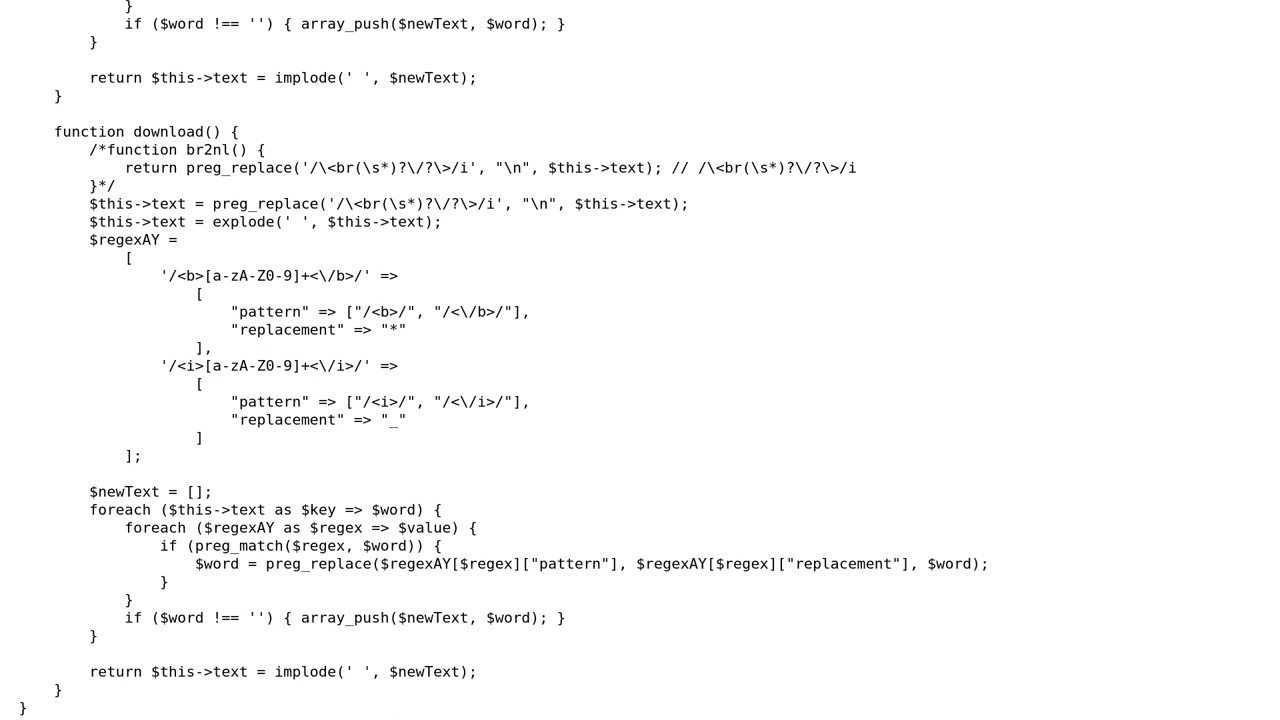 }
            if ($word !== '') { array_push($newText, $word); }
        }

        return $this->text = implode(' ', $newText);
    }

    function download() {
        /*function br2nl() {
            return preg_replace('/\<br(\s*)?\/?\>/i', "\n", $this->text); // /\<br(\s*)?\/?\>/i
        }*/
        $this->text = preg_replace('/\<br(\s*)?\/?\>/i', "\n", $this->text);
        $this->text = explode(' ', $this->text);
        $regexAY =
            [
                '/<b>[a-zA-Z0-9]+<\/b>/' =>
                    [
                        "pattern" => ["/<b>/", "/<\/b>/"],
                        "replacement" => "*"
                    ],
                '/<i>[a-zA-Z0-9]+<\/i>/' =>
                    [
                        "pattern" => ["/<i>/", "/<\/i>/"],
                        "replacement" => "_"
                    ]
            ];

        $newText = [];
        foreach ($this->text as $key => $word) {
            foreach ($regexAY as $regex => $value) {
                if (preg_match($regex, $word)) {
                    $word = preg_replace($regexAY[$regex]["pattern"], $regexAY[$regex]["replacement"], $word);
                }
            }
            if ($word !== '') { array_push($newText, $word); }
        }

        return $this->text = implode(' ', $newText);
    }
}